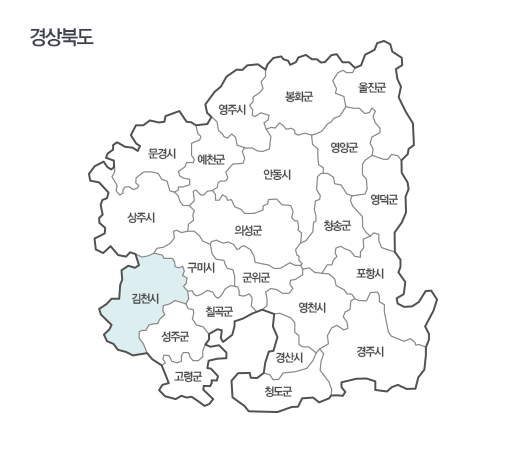 경상북도
울진군
봉화군
영주시
영양군
문경시
예천군
안동시
영덕군
상주시
청송군
의성군
구미시
포항시
군위군
김천시
영천시
칠곡군
성주군
경주시
경산시
고령군
청도군